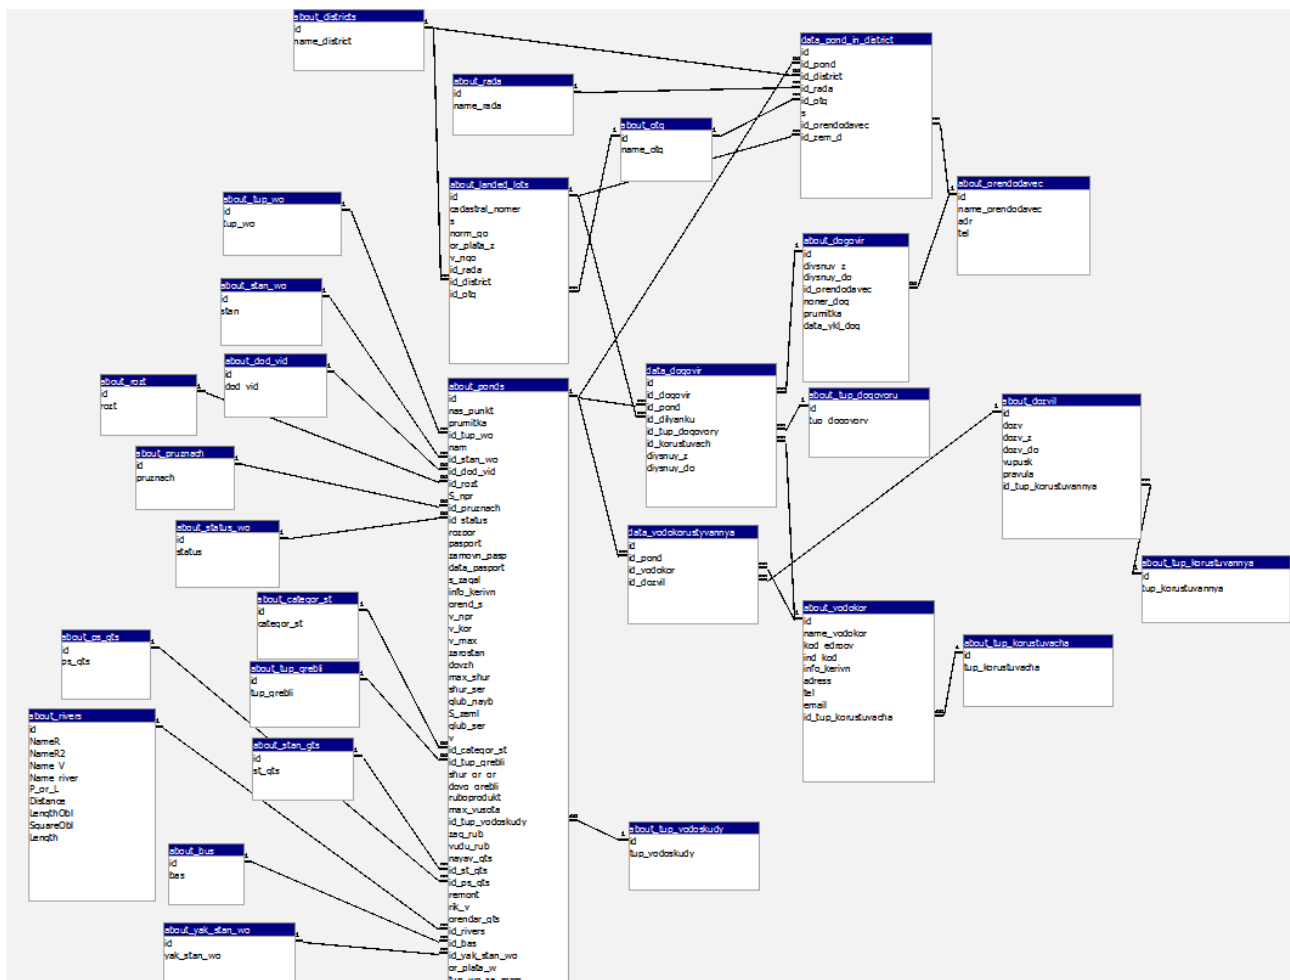 about_districts
id
name_district
about_rada
id
name_rada
about_otg
id
name_otg
data_pond_in_district
id
id_pond
id_district
id_rada
id_otg
s
id_prendodavec
id_zem_d
about_landed_lots
id
cadastral_nomer
s
norm_go
or_plata_z
v_ngo
id_rada
id_district
id_otg
about_orendodavec
id
name_orendodavec
adr
tel
about_tup_wo
id
tup_wo
about_stan_wo
id
stan
about_dod_vid
id
dod_vid
about_rozt
id
rozt
about_pruznach
id
pruznach
about_status_wo
id
status
about_dogovir
id
diysnuy_z
diysnuy_do
id_prendodavec
noner_dog
prumitka
data_ykl_dog
data_dogovir
id
id_dogovir
id_pond
id_dilyanku
id_tup_dogovory
id_korustuvach
diysnuy_z
diysnuy_do
about_tup_dogovoru
id
tup_dogovory
about_dozvil
id
dozv
dozv_z
dozv_do
vupusk
pravula
id_tup_korustuvannya
about_tup_korustuvannya
id
tup_korustuvannya
data_vodokorustyvannya
id
id_pond
id_vodokor
id_dozvil
about_vodokor
id
name_vodokor
kod_edrpov
ind_kod
info_kerivn
adress
tel
email
id_tup_korustuvacha
about_tup_korustuvacha
id
tup_korustuvacha
about_ponds
id
nas_punkt
prumitka
id_tup_wo
nam
id_stan_wo
id_dod_vid
id_rozt
S_npr
id_pruznach
id_status
rozpor
pasport
zamovn_pasp
data_pasport
s_zagal
info_kerivn
orend_s
v_npr
v_kor
v_max
zarostan
dovzh
max_shur
shur_ser
glub_nayb
S_zeml
glub_ser
v
id_categor_st
id_tup_grebli
shur_gr_gr
dovg_grebli
ruboprodukt
max_vusota
id_tup_vodoskudy
zag_rub
vudu_rub
nayav_gts
id_st_gts
id_ps_gts
remont
rik_v
orendar_gts
id_rivers
id_bas
id_yak_stan_wo
or_plata_w
about_categor_st
id
categor_st
about_ps_gts
id
ps_gts
about_tup_grebli
id
tup_grebli
about_rivers
id
NameR
NameR2
Name_V
Name_river
P_or_L
Distance
LengthObl
SquareObl
Length
about_stan_gts
id
st_gts
about_bus
id
bas
about_yak_stan_wo
id
yak_stan_wo
about_tup_vodoskudy
id
tup_vodoskudy